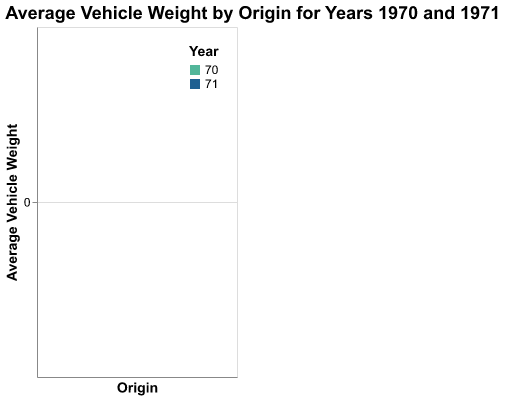 Average Vehicle Weight by Origin for Years 1970 and 1971
Year
70
71
Average Vehicle Weight
0
Origin